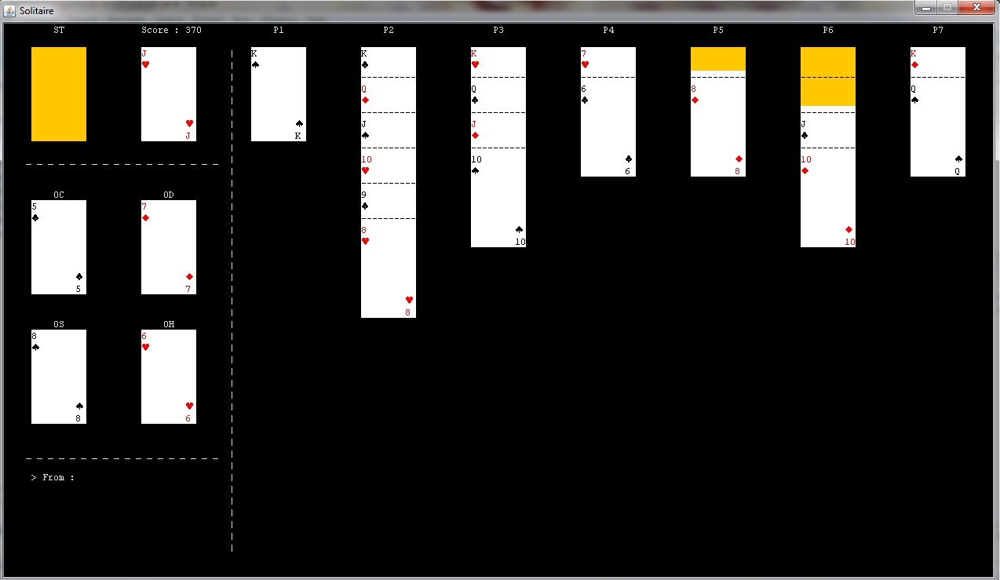 Solitaire
ST Score : 370 P1 P2 P3 P4 P5 P6 P7
J♥ K♠ K♣ K♥ 7♥ K♦
Q♦ Q♣ 6♣ 8♦ Q♠
J♥ K♠ J♠ J♦ J♣
10♥ 10♠ 6♣ 8♦ 10♦ Q♠
OC OD 9♣
5♣ 7♦ 8♥ 10♠ 10♦
5♣ 7♦ 8♥
OS OH
8♠ 6♥
8♠ 6♥
> From :